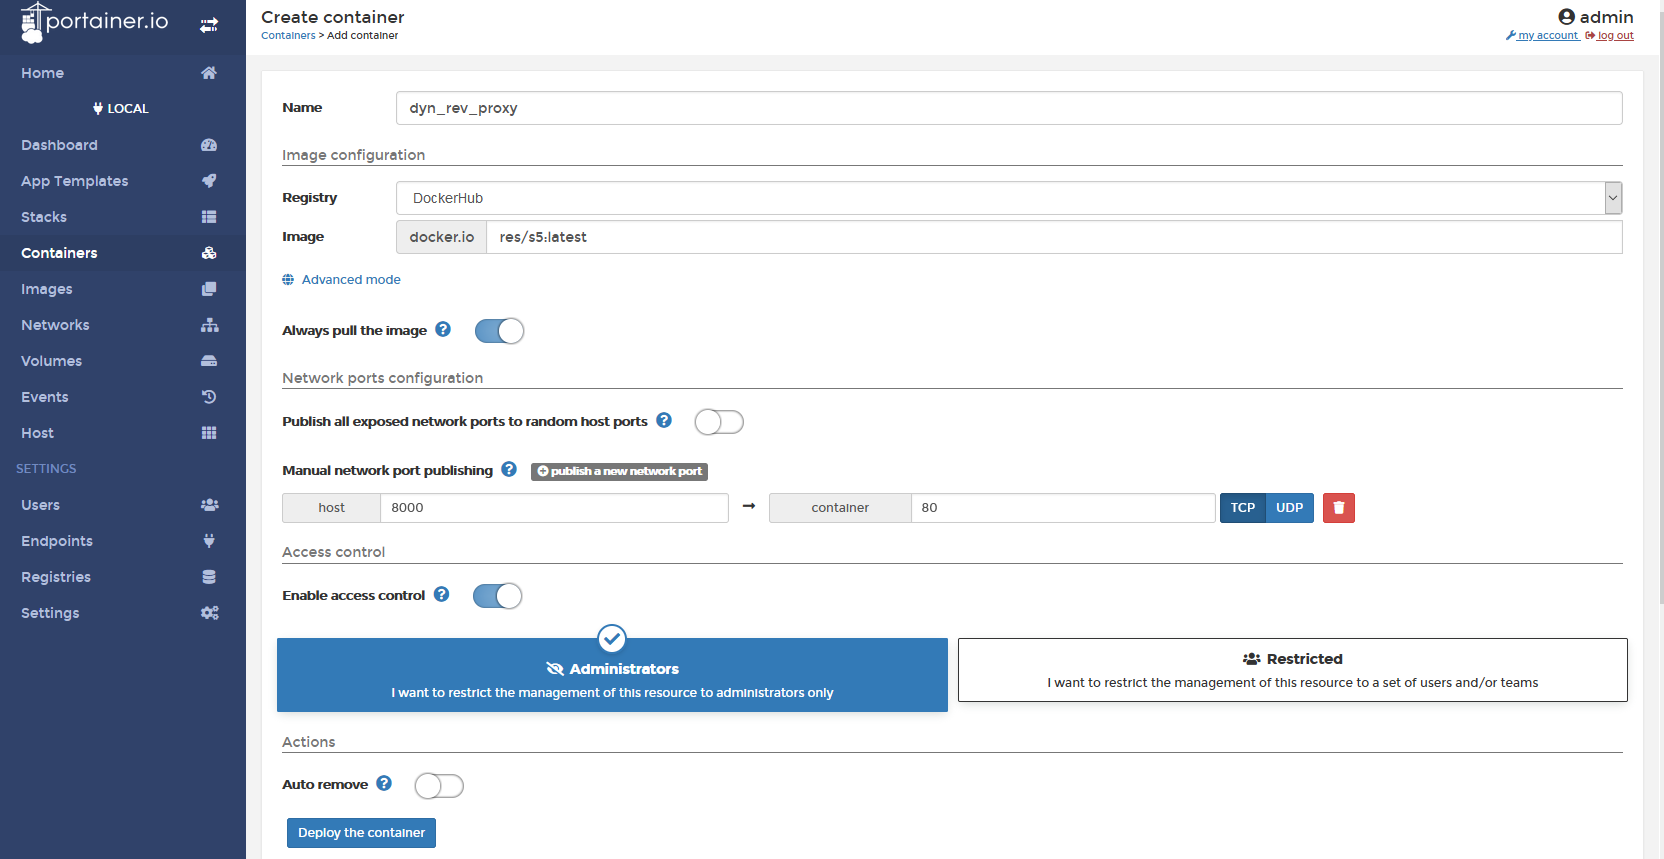 portainer.io
Home
LOCAL
Dashboard
App Templates
Stacks
Containers
Images
Networks
Volumes
Events
Host
SETTINGS
Users
Endpoints
Registries
Settings
Create container
Containers > Add container
admin
my account log out
Name dyn_rev_proxy
Image configuration
Registry DockerHub
Image docker.io res/s5:latest
Advanced mode
Always pull the image ?
Network ports configuration
Publish all exposed network ports to random host ports ?
Manual network port publishing ? publish a new network port
host 8000 → container 80 TCP UDP
Access control
Enable access control ?
Administrators
I want to restrict the management of this resource to administrators only
Restricted
I want to restrict the management of this resource to a set of users and/or teams
Actions
Auto remove ?
Deploy the container